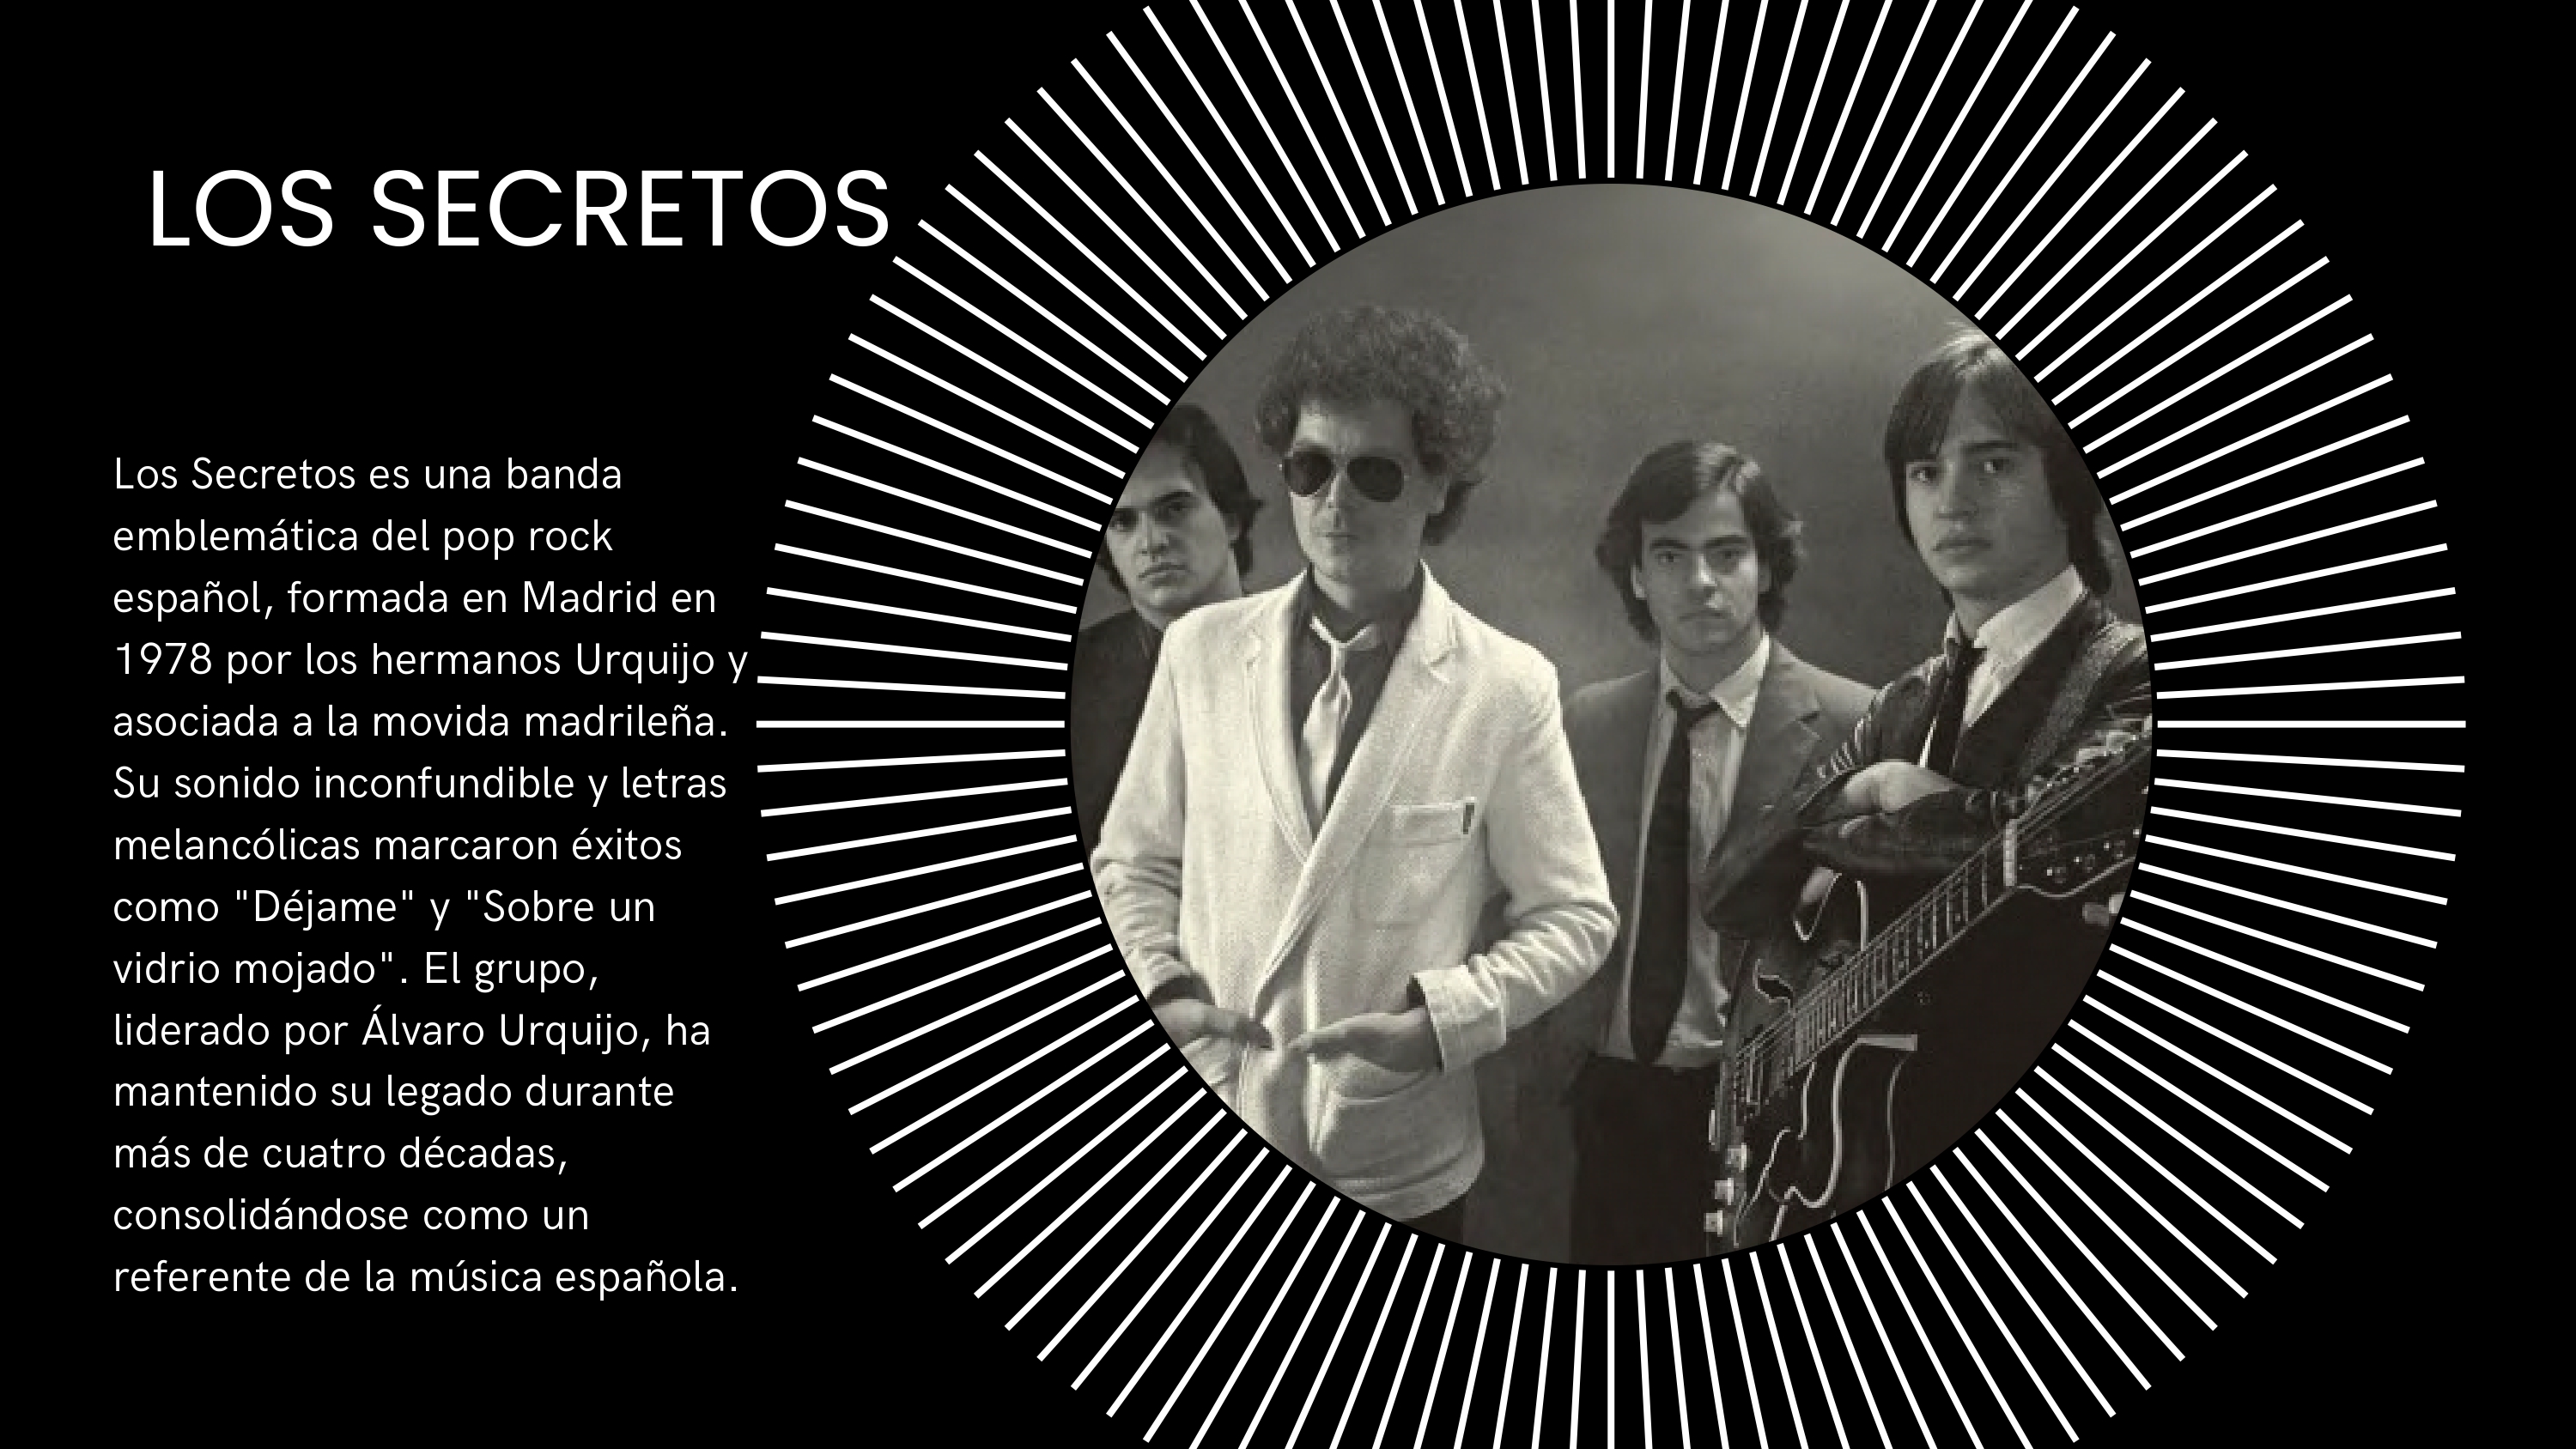 LOS SECRETOS
Los Secretos es una banda
emblemática del pop rock
español, formada en Madrid en
1978 por los hermanos Urquijo y
asociada a la movida madrileña.
Su sonido inconfundible y letras
melancólicas marcaron éxitos
como "Déjame" y "Sobre un
vidrio mojado". El grupo,
liderado por Álvaro Urquijo, ha
mantenido su legado durante
más de cuatro décadas,
consolidándose como un
referente de la música española.